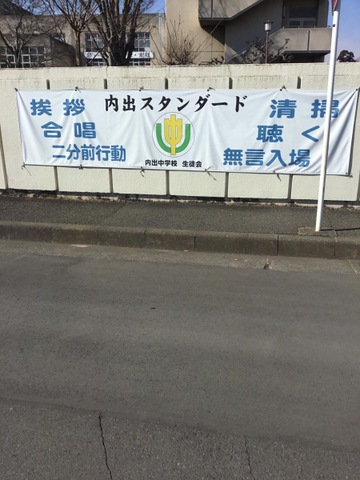 内出スタンダード
挨拶
合唱
二分前行動
清掃
聴く
無言入場
中
内出中学校 生徒会